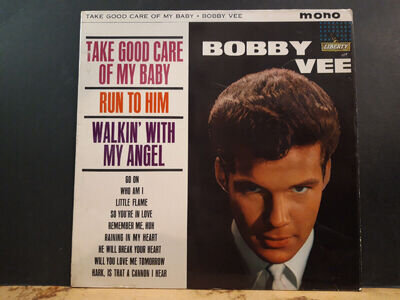 TAKE GOOD CARE OF MY BABY • BOBBY VEE
mono
TAKE GOOD CARE
OF MY BABY
RUN TO HIM
WALKIN' WITH
MY ANGEL
GO ON
WHO AM I
LITTLE FLAME
SO YOU'RE IN LOVE
REMEMBER ME, HUH
RAINING IN MY HEART
HE WILL BREAK YOUR HEART
WILL YOU LOVE ME TOMORROW
HARK, IS THAT A CANNON I HEAR
BOBBY
VEE
LIBERTY